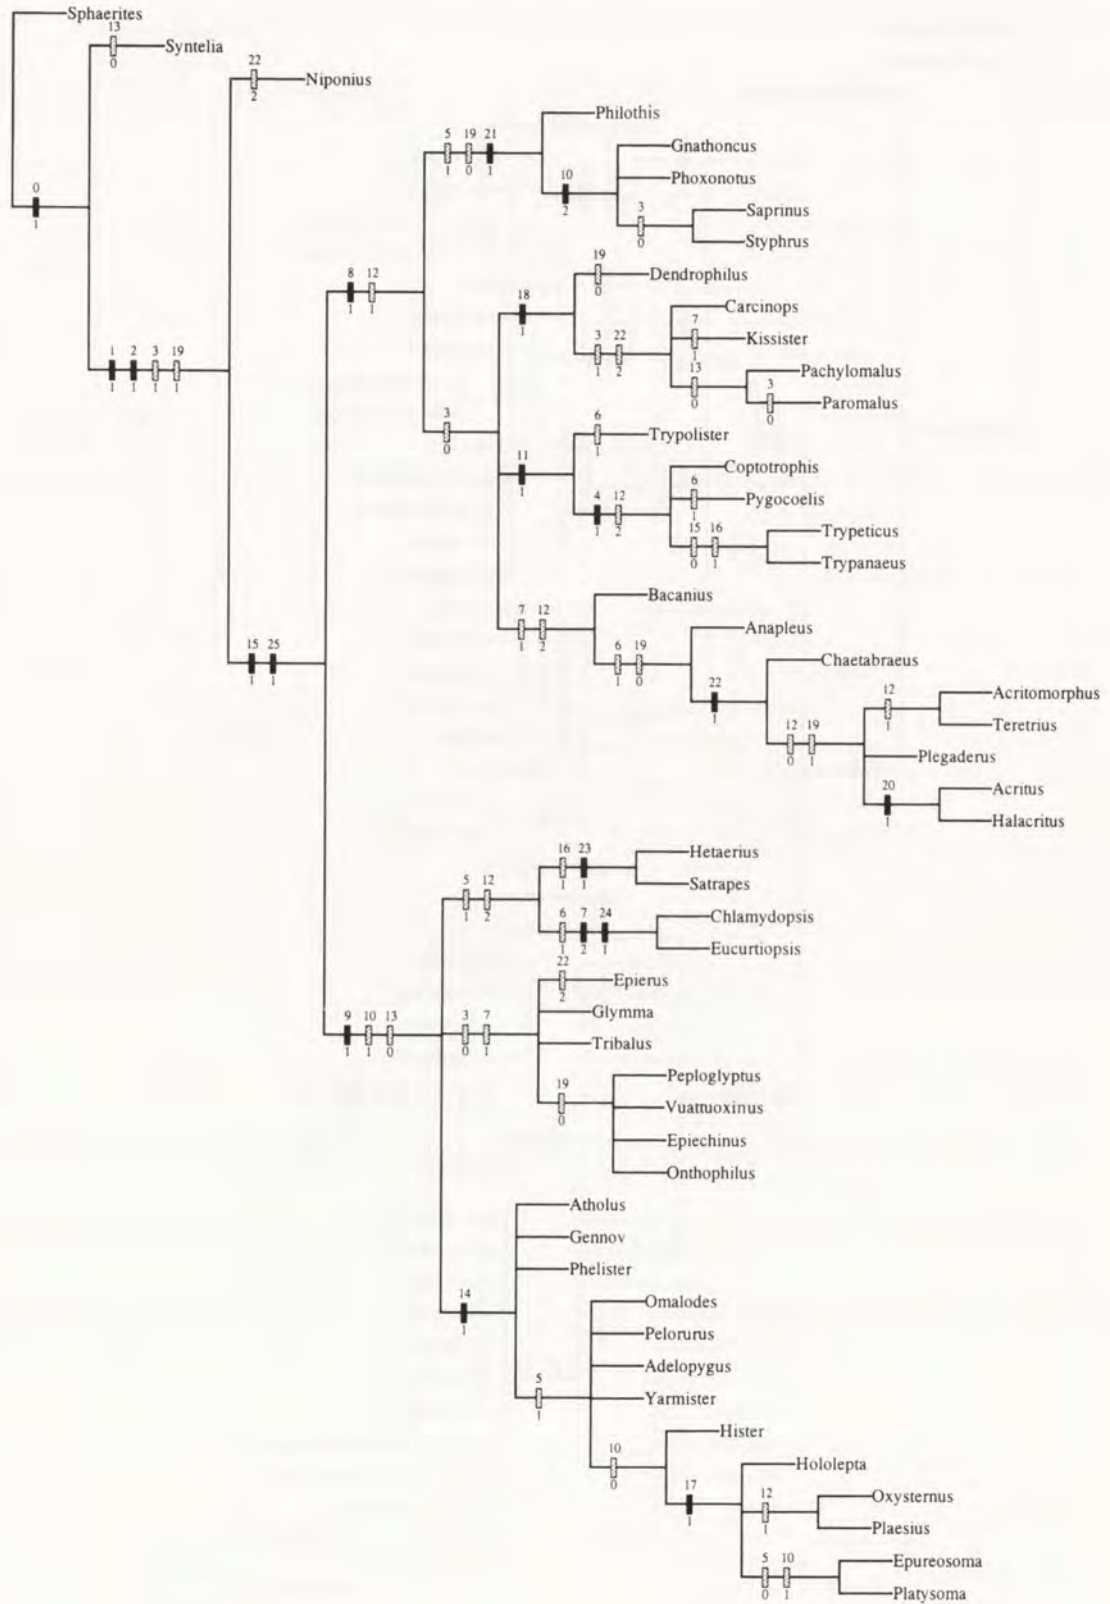 Sphaerites
13
0
Syntelia
22
2
Niponius
Philothis
5 19 21
1 0 1
Gnathoncus
10
2
Phoxonotus
0
1
3
0
Saprinus
Styphrus
19
0
Dendrophilus
8 12
1 1
18
1
Carcinops
3 22
1 2
7
1
Kissister
1 2 3 19
1 1 1 1
13
0
Pachylomalus
3
0
Paromalus
3
0
6
1
Trypolister
11
1
Coptotrophis
4 12
1 2
6
1
Pygocoelis
15 16
0 1
Trypeticus
Trypanaeus
Bacanius
7 12
1 2
Anapleus
15 25
1 1
6 19
1 0
Chaetabraeus
22
1
12
1
Acritomorphus
Teretrius
12 19
0 1
Plegaderus
20
1
Acritus
Halacritus
16 23
1 1
Hetaerius
Satrapes
5 12
1 2
6 7 24
1 2 1
Chlamydopsis
Eucurtiopsis
22
2
Epierus
9 10 13
1 1 0
3 7
0 1
Glymma
Tribalus
19
0
Peploglyptus
Vuattuoxinus
Epiechinus
Onthophilus
Atholus
Gennov
Phelister
14
1
Omalodes
Pelorurus
Adelopygus
5
1
Yarmister
Hister
10
0
Hololepta
17
1
12
1
Oxysternus
Plaesius
5 10
0 1
Epureosoma
Platysoma